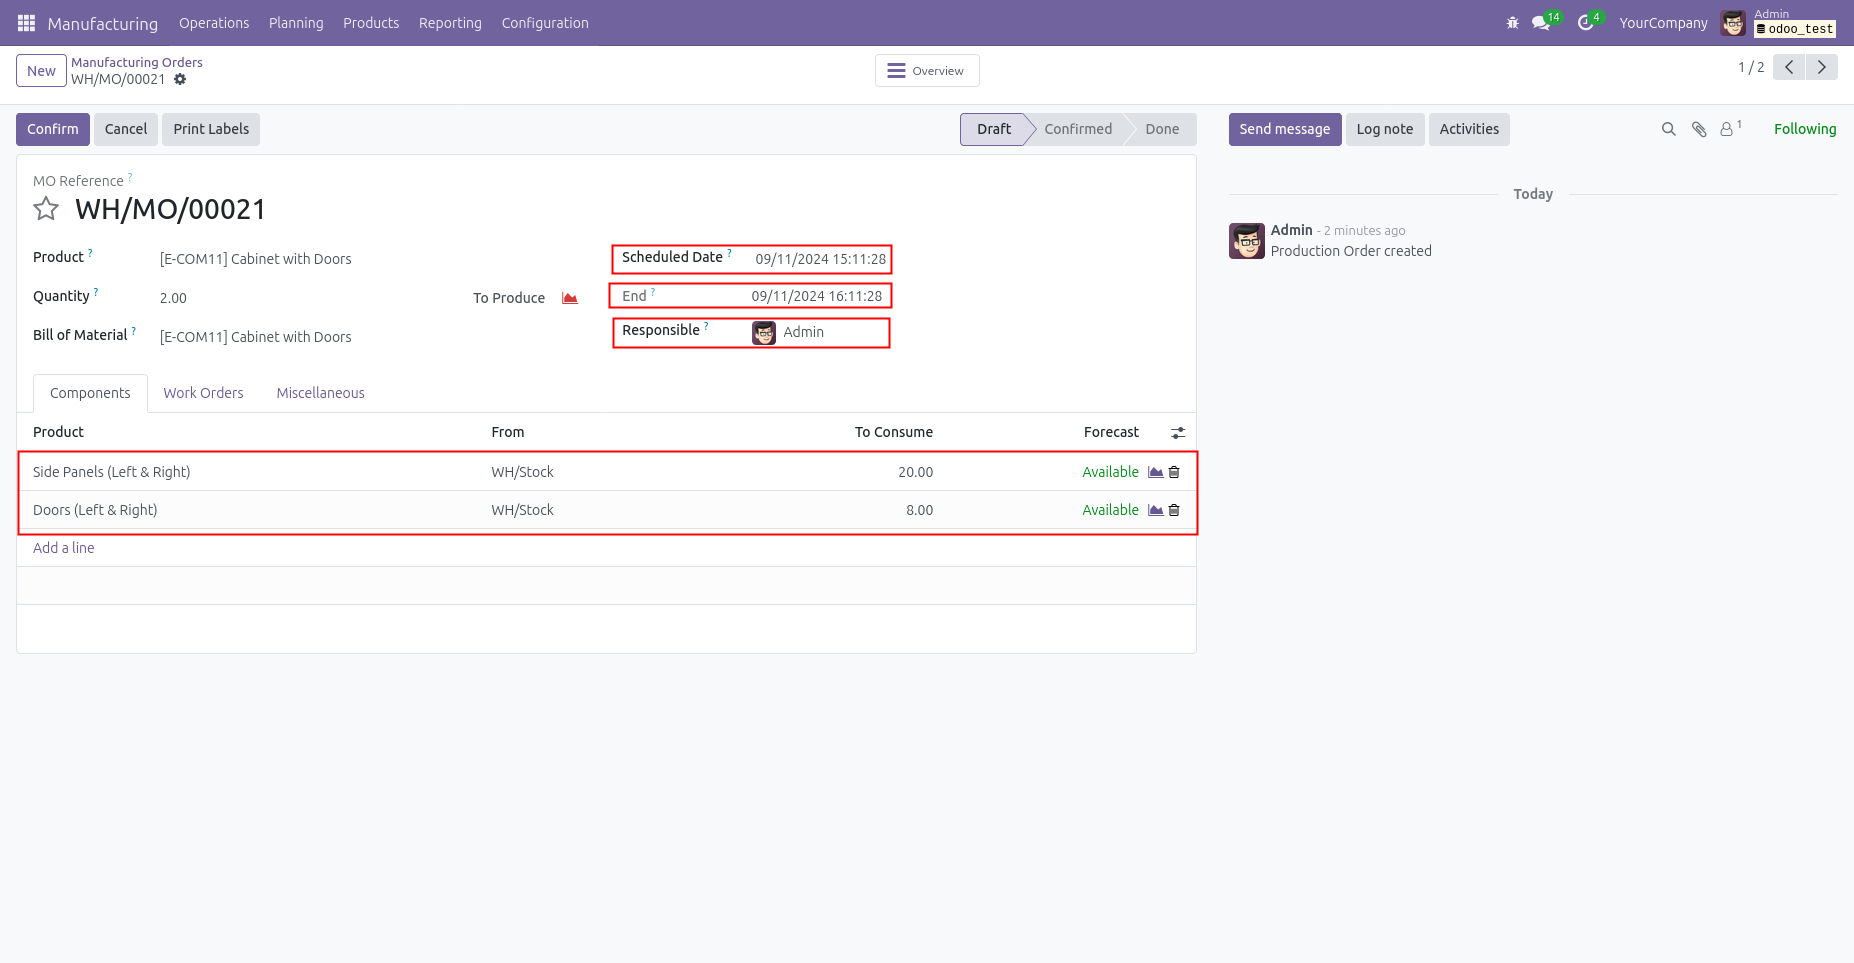 Manufacturing Operations Planning Products Reporting Configuration 14 4 YourCompany Admin
odoo_test
New Manufacturing Orders
WH/MO/00021
Overview
1 / 2
Confirm Cancel Print Labels Draft Confirmed Done Send message Log note Activities 1 Following
MO Reference ?
WH/MO/00021
Today
Admin - 2 minutes ago
Production Order created
Product ? [E-COM11] Cabinet with Doors Scheduled Date ? 09/11/2024 15:11:28
Quantity ? 2.00 To Produce End ? 09/11/2024 16:11:28
Bill of Material ? [E-COM11] Cabinet with Doors Responsible ? Admin
Components Work Orders Miscellaneous
Product From To Consume Forecast
Side Panels (Left & Right) WH/Stock 20.00 Available
Doors (Left & Right) WH/Stock 8.00 Available
Add a line